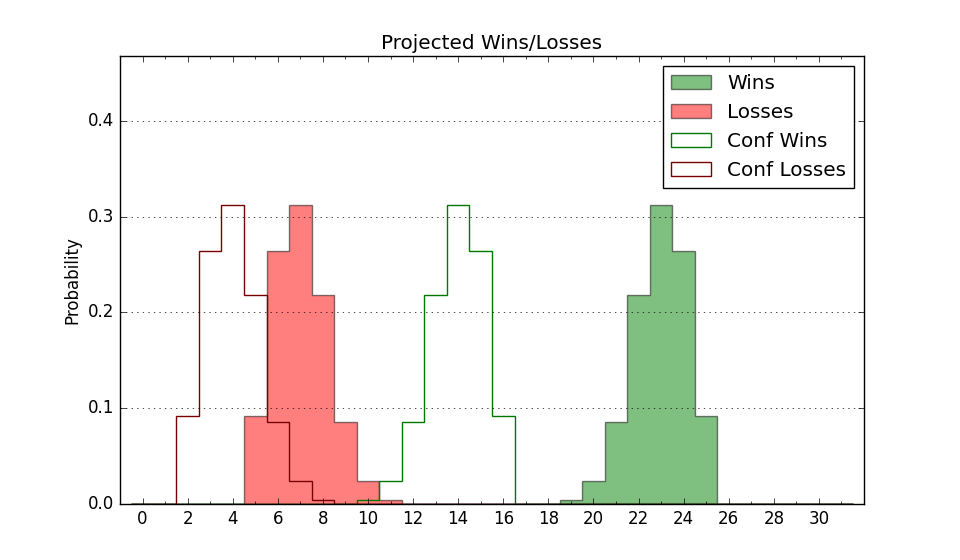 Projected Wins/Losses
Wins
Losses
Conf Wins
Conf Losses
Probability
0.4
0.3
0.2
0.1
0.0
0 2 4 6 8 10 12 14 16 18 20 22 24 26 28 30